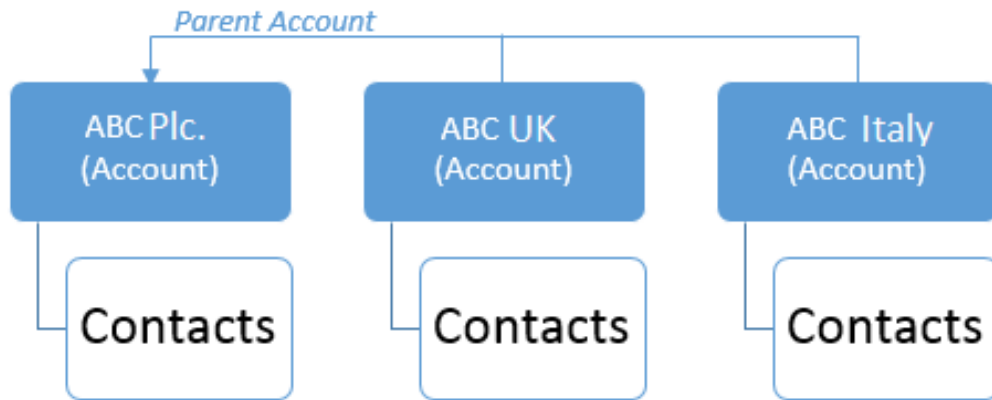 Parent Account
ABC Plc.
(Account)
ABC UK
(Account)
ABC Italy
(Account)
Contacts
Contacts
Contacts